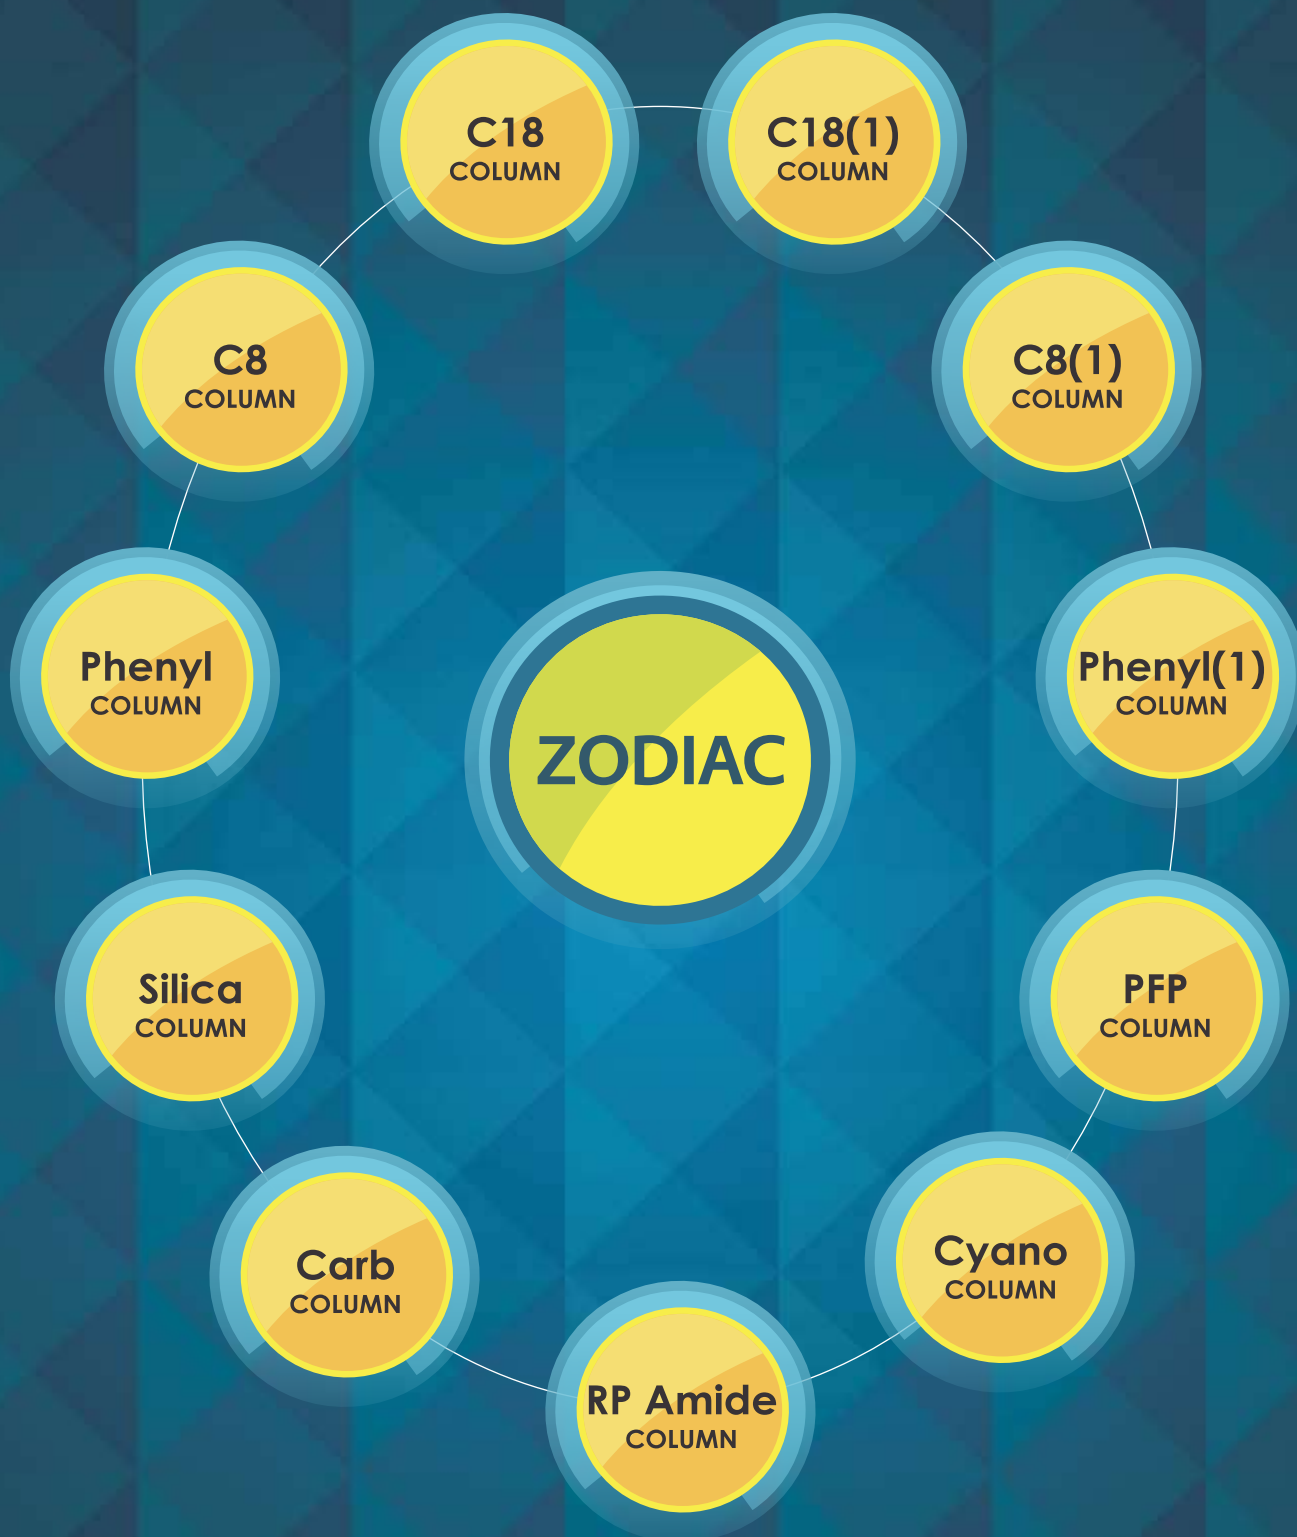 C18
COLUMN
C18(1)
COLUMN
C8
COLUMN
C8(1)
COLUMN
Phenyl
COLUMN
Phenyl(1)
COLUMN
ZODIAC
Silica
COLUMN
PFP
COLUMN
Carb
COLUMN
Cyano
COLUMN
RP Amide
COLUMN